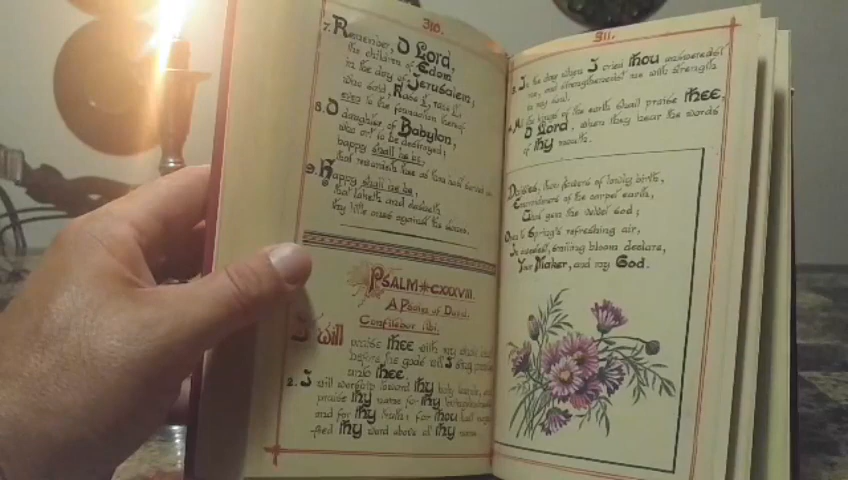 310.
7. Remember, O Lord,
the children of Edom
in the day of Jerusalem;
who said, Rase it, rase it,
even to the foundation thereof.
8. O daughter of Babylon,
who art to be destroyed;
happy shall he be,
that rewardeth thee as thou hast served us.
9. Happy shall he be,
that taketh and dasheth
thy little ones against the stones.
PSALM CXXXVIII.
A Psalm of David.
Confitebor tibi.
I will praise thee with my whole heart
before the gods will I sing praise
unto thee.
2. I will worship toward thy holy temple, and
praise thy name for thy lovingkindness
and for thy truth: for thou hast magni-
fied thy word above all thy name.
311.
3. In the day when I cried thou answeredst
me, and strengthenedst me with strength
in my soul.
4. All the kings of the earth shall praise thee,
O Lord, when they hear the words
of thy mouth.
Daisies, thou flowers of lowly birth,
Embroiders of the carpet earth,
That gem the velvet sod;
Open to Spring's refreshing air,
In sweetest, smiling bloom declare,
Your Maker, and my God.